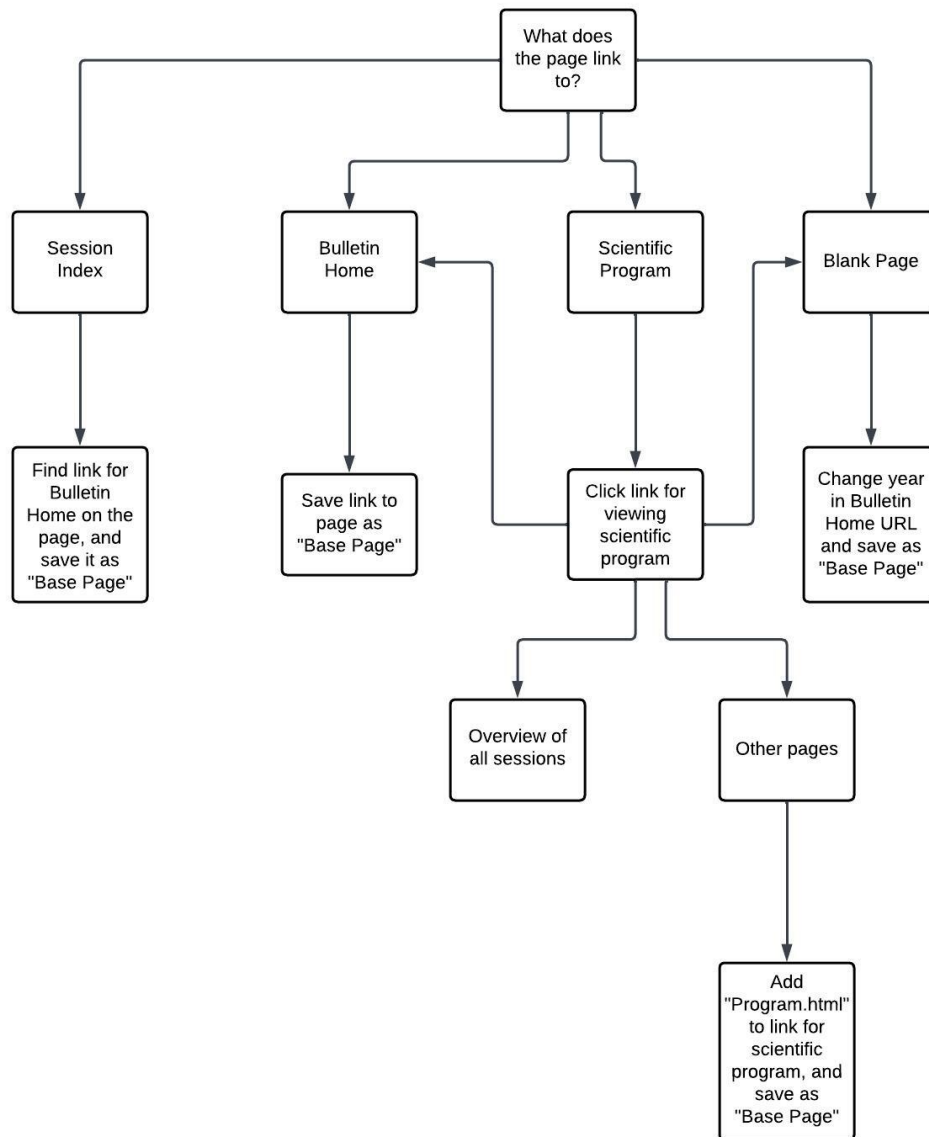 What does
the page link
to?
Session
Index
Bulletin
Home
Scientific
Program
Blank Page
Find link for
Bulletin
Home on the
page, and
save it as
"Base Page"
Save link to
page as
"Base Page"
Click link for
viewing
scientific
program
Change year
in Bulletin
Home URL
and save as
"Base Page"
Overview of
all sessions
Other pages
Add
"Program.html"
to link for
scientific
program, and
save as
"Base Page"